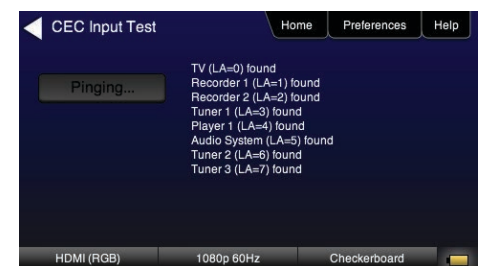 CEC Input Test
Home Preferences Help
Pinging...
TV (LA=0) found
Recorder 1 (LA=1) found
Recorder 2 (LA=2) found
Tuner 1 (LA=3) found
Player 1 (LA=4) found
Audio System (LA=5) found
Tuner 2 (LA=6) found
Tuner 3 (LA=7) found
HDMI (RGB) 1080p 60Hz Checkerboard